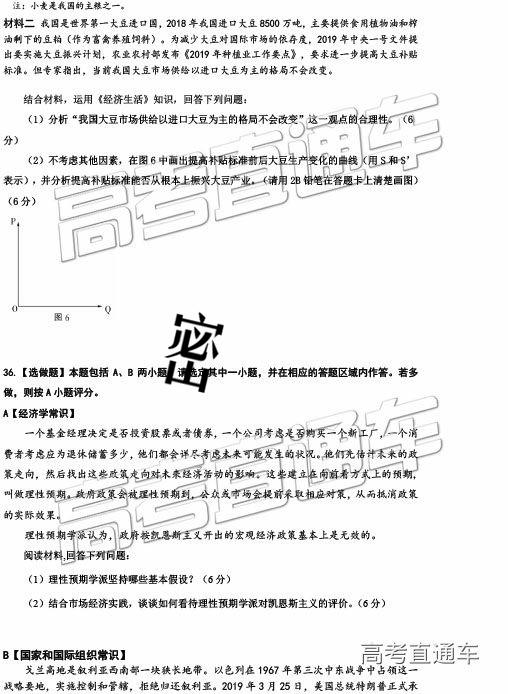 注：小麦是我国的主粮之一。
材料二 我国是世界第一大豆进口国，2018 年我国进口大豆 8500 万吨，主要提供食用植物油和榨
油剩下的豆粕（作为畜禽养殖饲料）。为减少大豆对国际市场的依存度，2019 年中央一号文件提
出要实施大豆振兴计划，农业农村部发布《2019 年种植业工作要点》，要求进一步提高大豆补贴
标准。但专家指出，当前我国大豆市场供给以进口大豆为主的格局不会改变。
结合材料，运用《经济生活》知识，回答下列问题：
（1）分析“我国大豆市场供给以进口大豆为主的格局不会改变”这一观点的合理性。（6
分）
（2）不考虑其他因素，在图 6 中画出提高补贴标准前后大豆生产变化的曲线（用 S 和 S’
表示），并分析提高补贴标准能否从根本上振兴大豆产业。（请用 2B 铅笔在答题卡上清楚画图）
（6 分）
P
O
Q
图 6
密
出
36.【选做题】本题包括 A、B 两小题，请选定其中一小题，并在相应的答题区域内作答。若多
做，则按 A 小题评分。
A【经济学常识】
一个基金经理决定是否投资股票或者债券，一个公司考虑是否购买一个新工厂，一个消
费者考虑应为退休储蓄多少，他们都会详尽考虑未来可能发生的状况。他们先估计未来的政
策走向，然后找出这些政策走向对未来经济活动的影响。这些建立在向前看方式上的预期，
叫做理性预期。政府政策会被理性预期到，公众或市场会提前采取相应对策，从而抵消政策
的实际效果。
理性预期学派认为，政府按凯恩斯主义开出的宏观经济政策基本上是无效的。
阅读材料,回答下列问题：
（1）理性预期学派坚持哪些基本假设？（6 分）
（2）结合市场经济实践，谈谈如何看待理性预期学派对凯恩斯主义的评价。（6 分）
B【国家和国际组织常识】
戈兰高地是叙利亚西南部一块狭长地带。以色列在 1967 年第三次中东战争中占领这一
战略要地，实施控制和管辖，拒绝归还叙利亚。2019 年 3 月 25 日，美国总统特朗普正式承
高考直通车
高考直通车
高考直通车